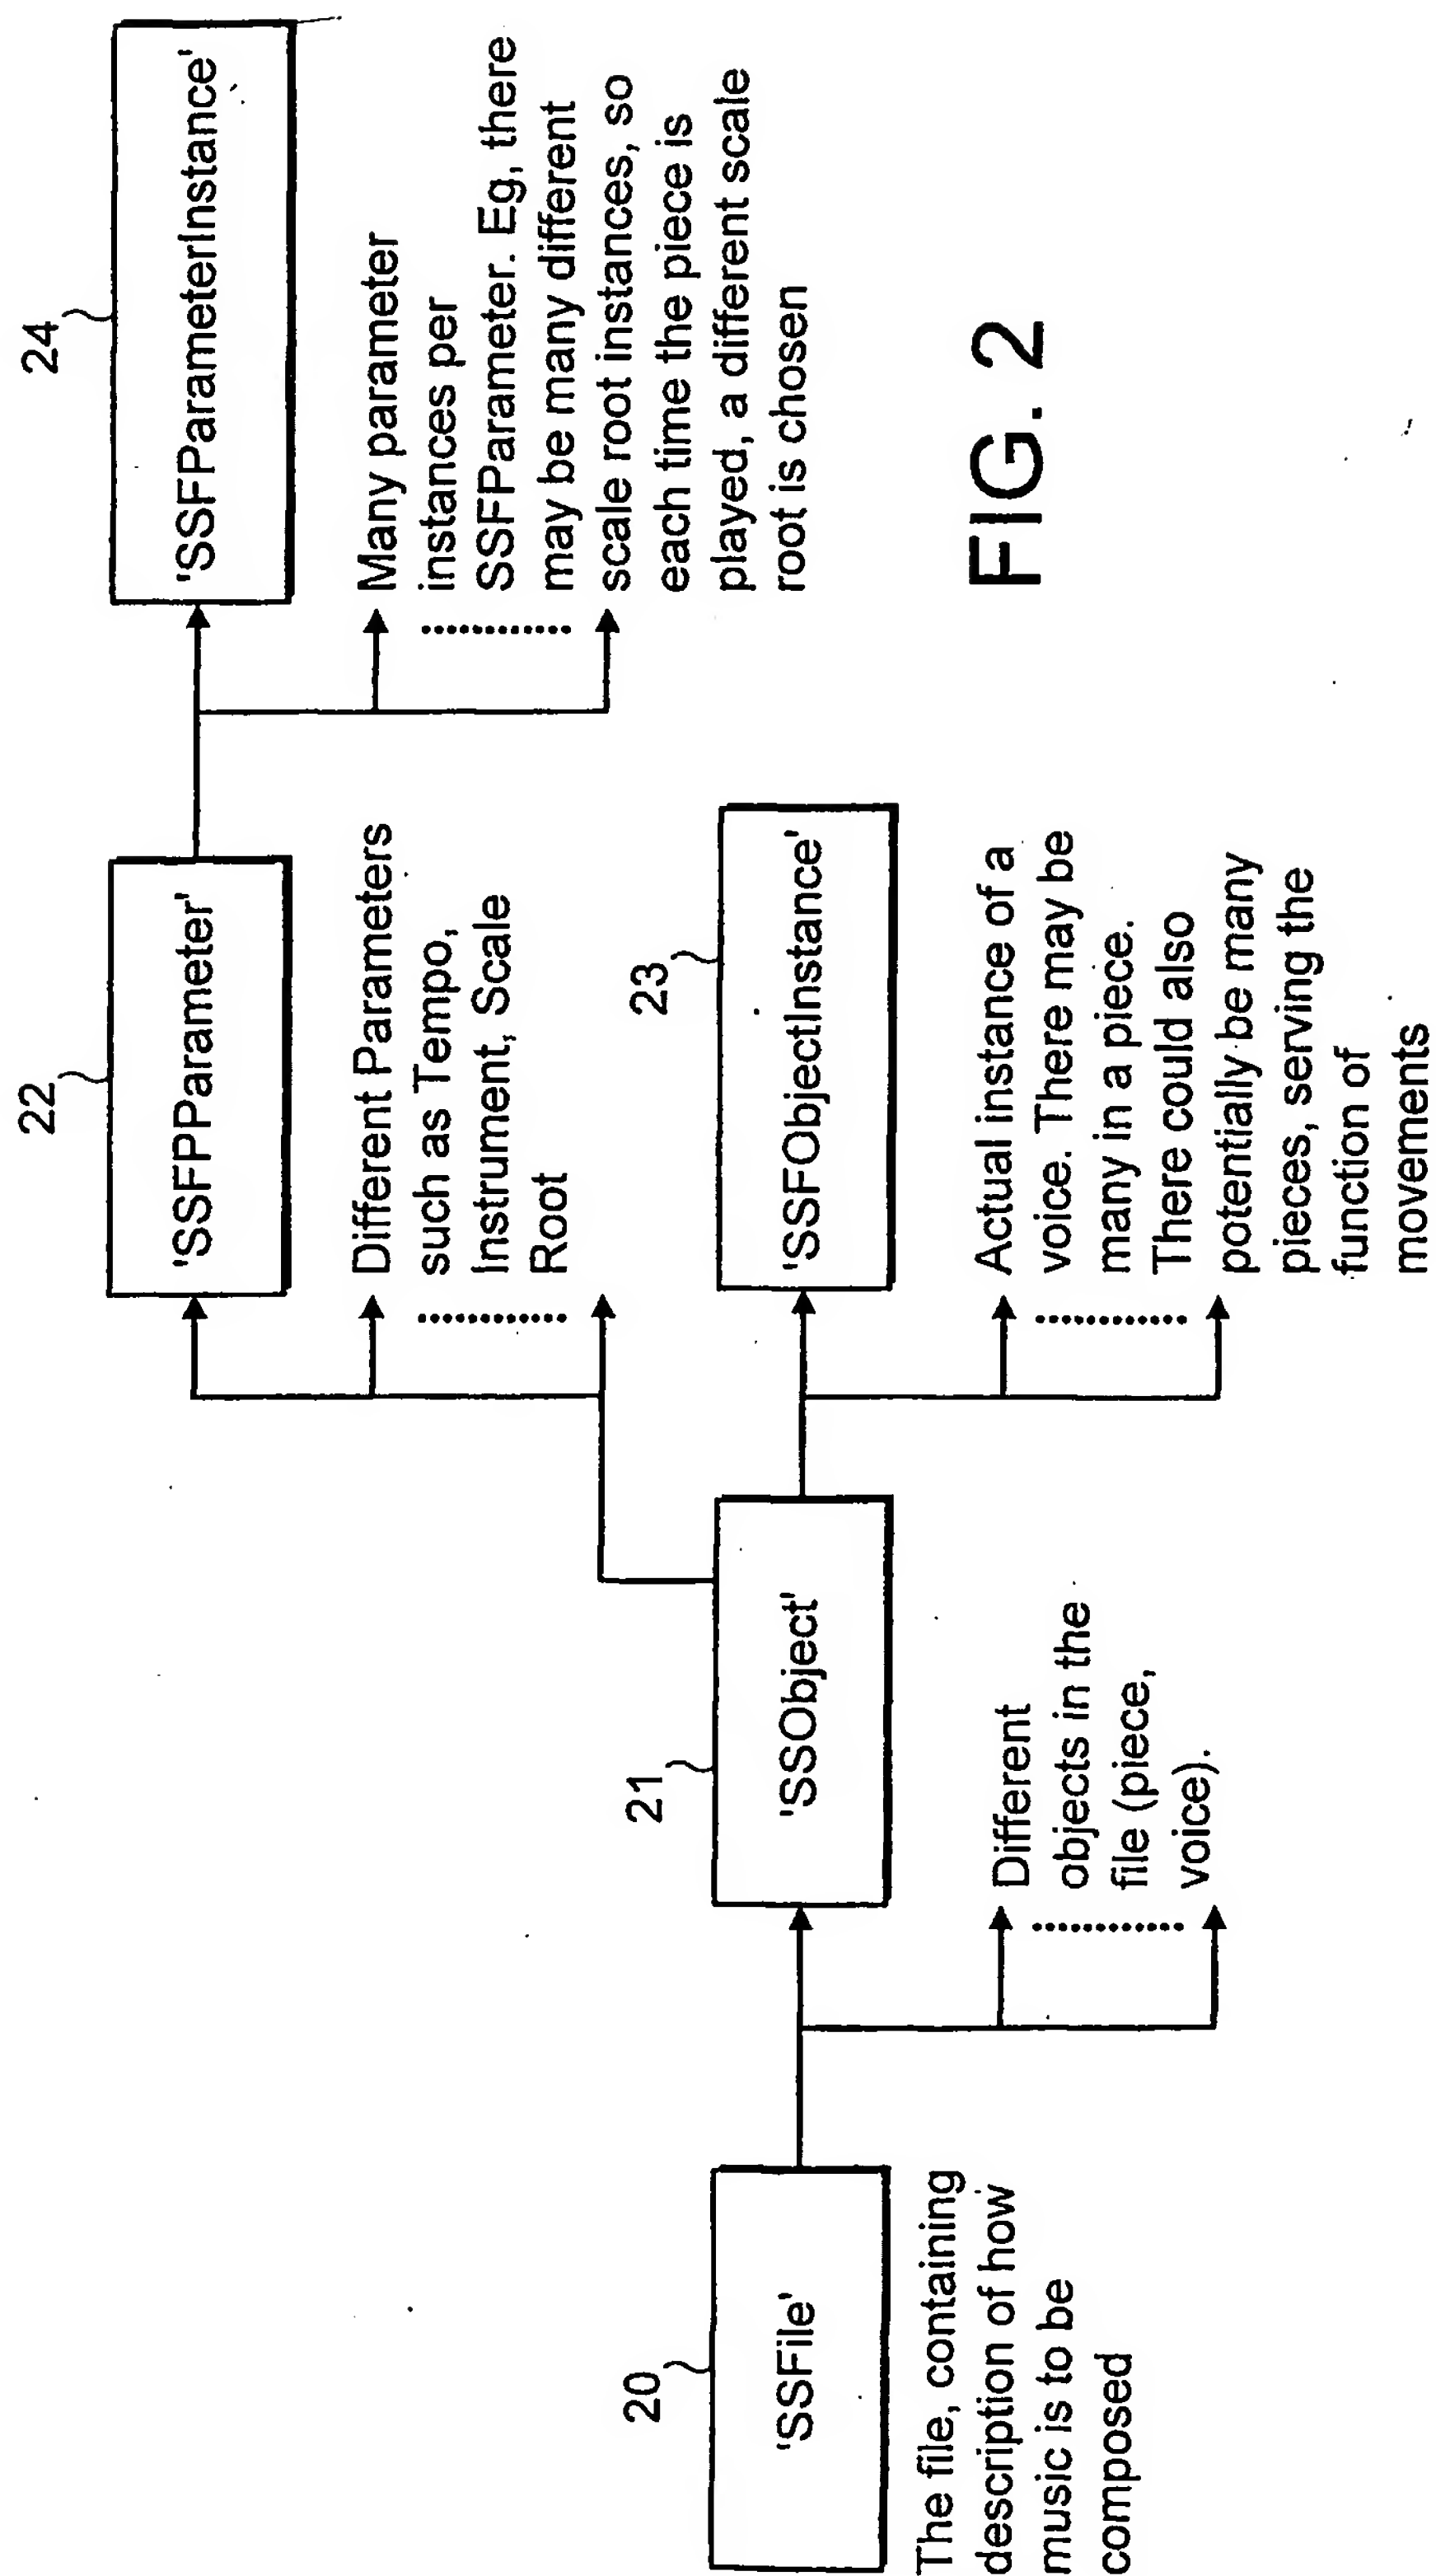 20
'SSFile'
The file, containing
description of how
music is to be
composed
21
'SSObject'
Different
objects in the
file (piece,
voice).
22
'SSFPParameter'
Different Parameters
such as Tempo,
Instrument, Scale
Root
23
'SSFObjectInstance'
Actual instance of a
voice. There may be
many in a piece.
There could also
potentially be many
pieces, serving the
function of
movements
24
'SSFParameterInstance'
Many parameter
instances per
SSFParameter. Eg, there
may be many different
scale root instances, so
each time the piece is
played, a different scale
root is chosen
FIG. 2